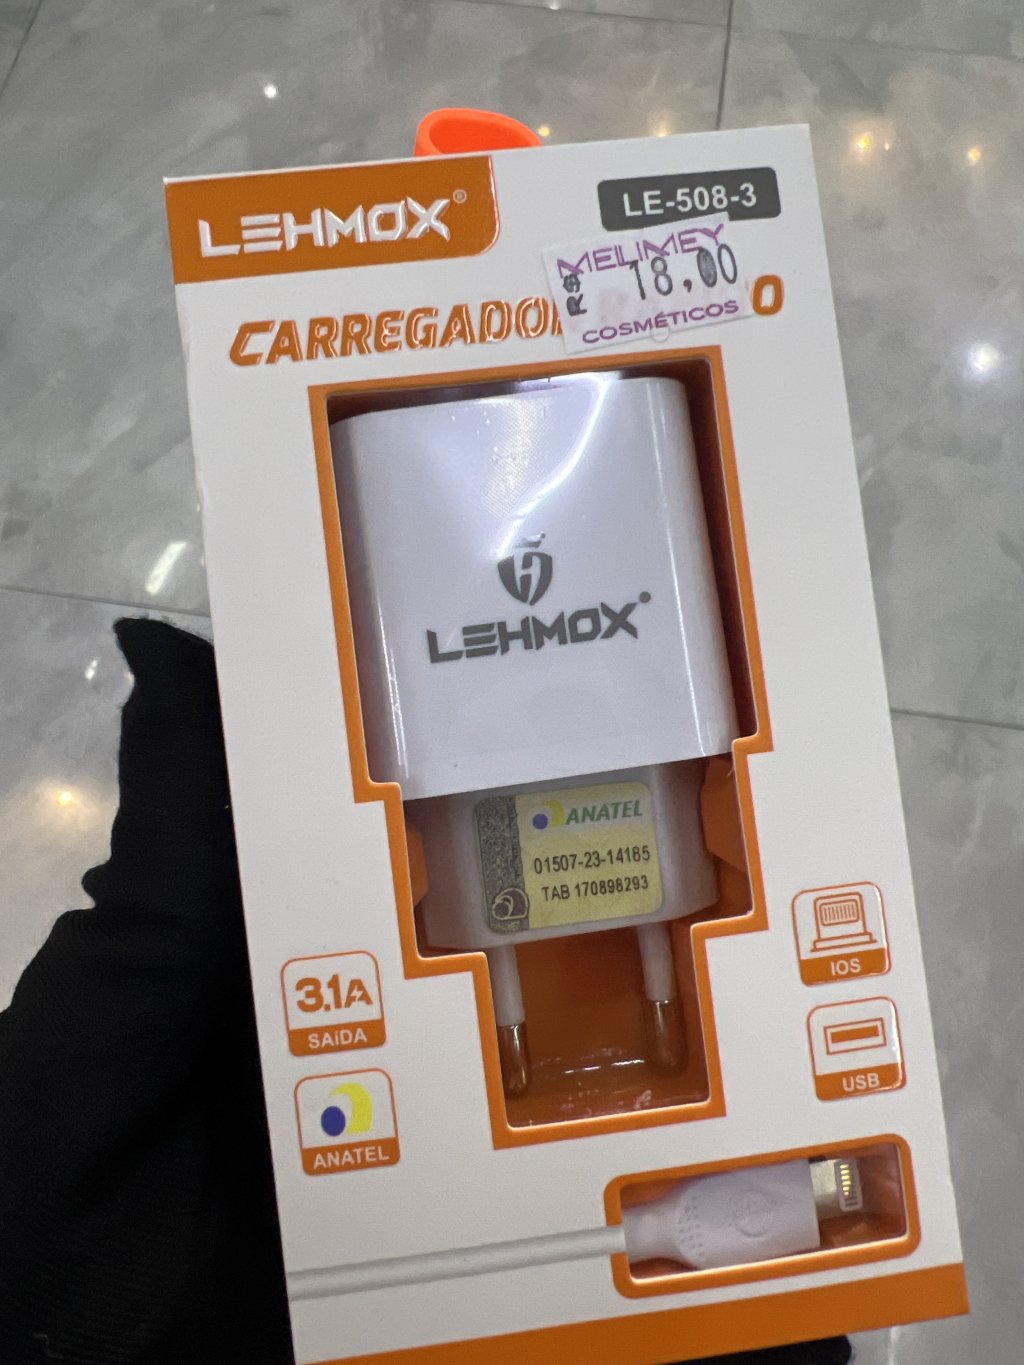 LEHMOX®
LE-508-3
MELIMEY
R$ 18,00
COSMÉTICOS
CARREGADOR
LEHMOX
ANATEL
01507-23-14185
TAB 170898293
3.1A
SAÍDA
IOS
ANATEL
USB